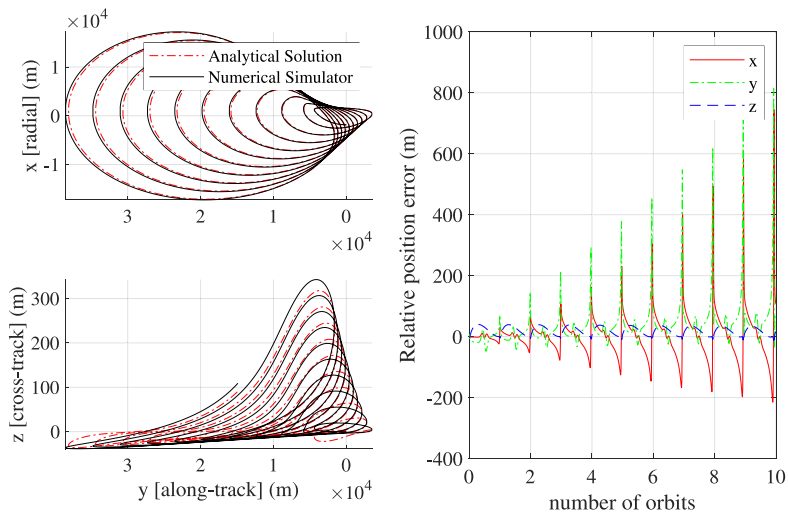 ×10⁴
1
0
-1
x [radial] (m)
Analytical Solution
Numerical Simulator
3 2 1 0
×10⁴
300
200
100
0
z [cross-track] (m)
3 2 1 0
y [along-track] (m)
×10⁴
1000
800
600
400
200
0
-200
-400
Relative position error (m)
x
y
z
0 2 4 6 8 10
number of orbits